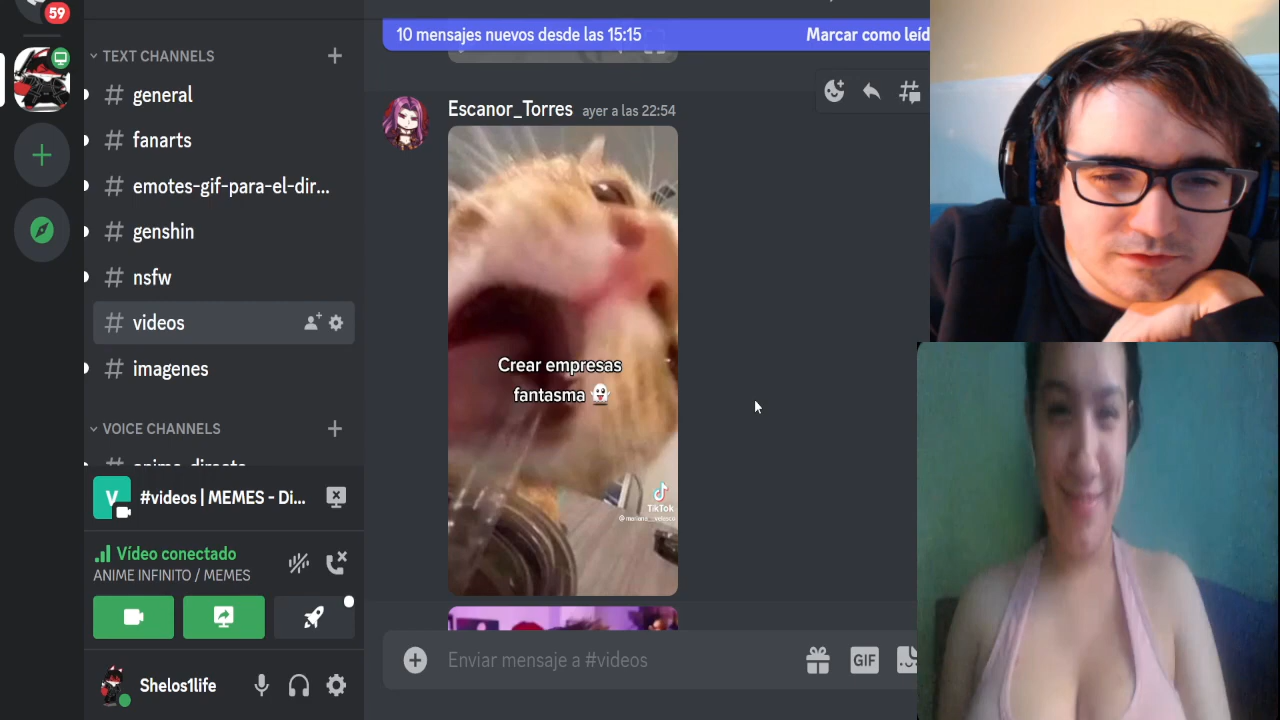 59
TEXT CHANNELS
general
fanarts
emotes-gif-para-el-dir...
genshin
nsfw
videos
imagenes
VOICE CHANNELS
V
#videos | MEMES - Di...
Vídeo conectado
ANIME INFINITO / MEMES
Shelos1life
10 mensajes nuevos desde las 15:15
Marcar como leíd
Escanor_Torres ayer a las 22:54
Crear empresas
fantasma 👻
TikTok
Enviar mensaje a #videos
GIF